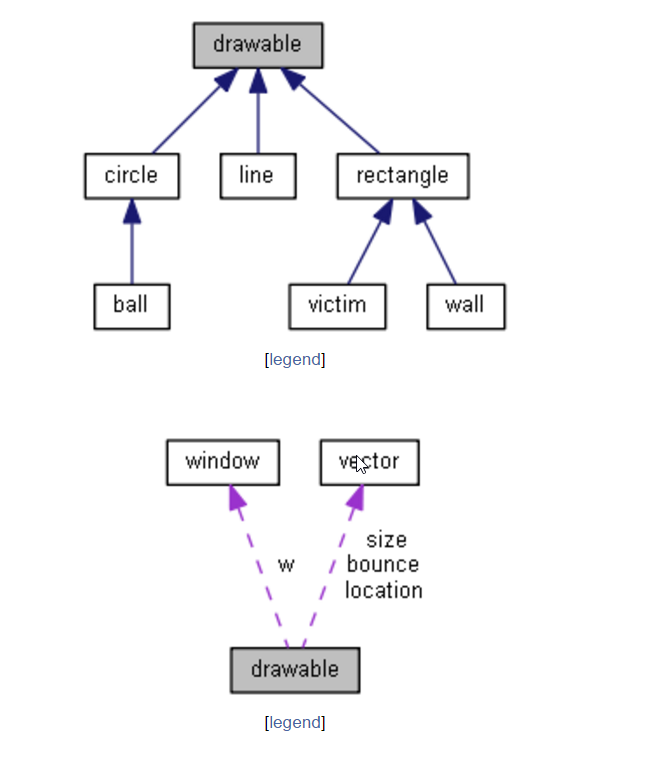 drawable
circle
line
rectangle
ball
victim
wall
[legend]
window
vector
size
w
bounce
location
drawable
[legend]